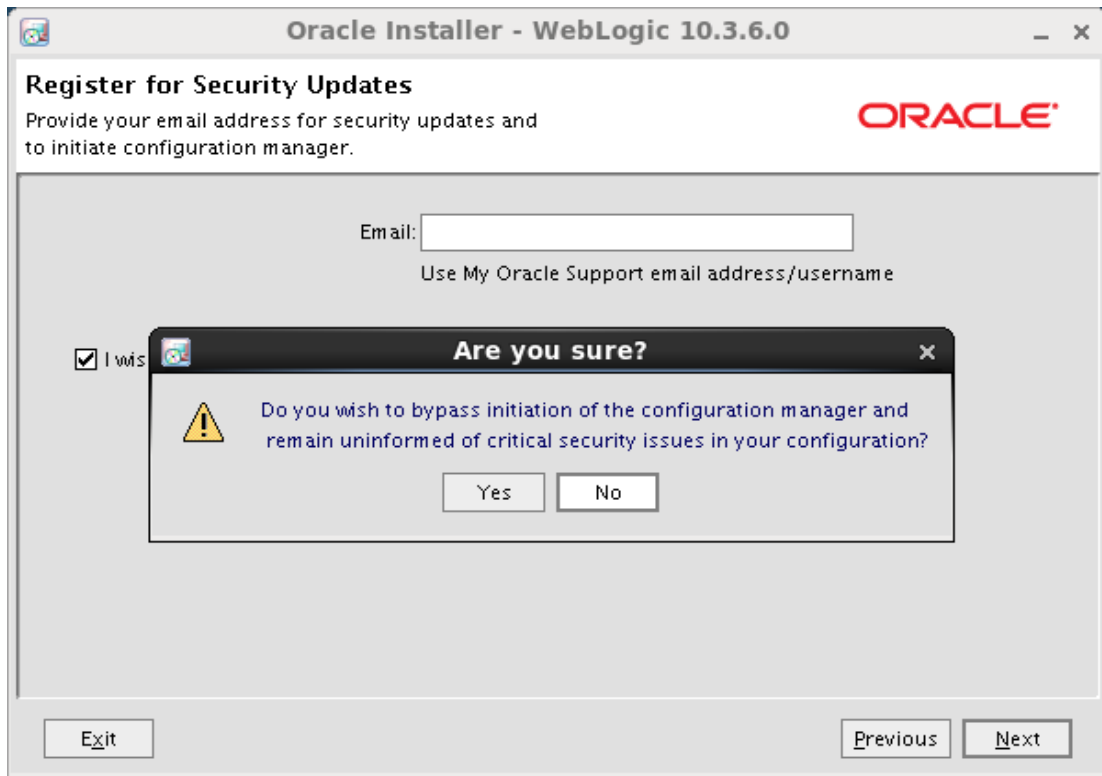 Oracle Installer - WebLogic 10.3.6.0
Register for Security Updates
Provide your email address for security updates and
to initiate configuration manager.
ORACLE
Email:
Use My Oracle Support email address/username
I wis
Are you sure?
Do you wish to bypass initiation of the configuration manager and
remain uninformed of critical security issues in your configuration?
Yes No
Exit Previous Next